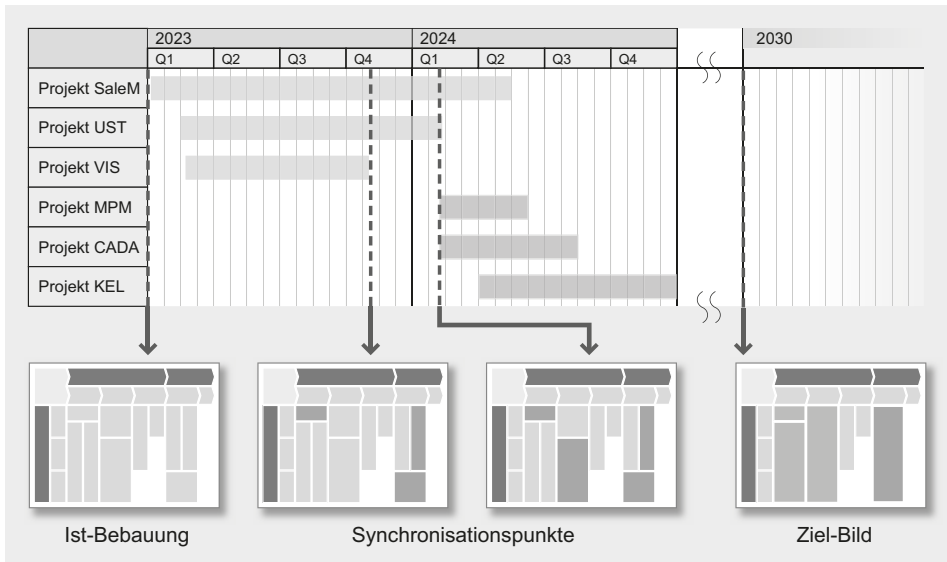 2023 2024 2030
Q1 Q2 Q3 Q4 Q1 Q2 Q3 Q4
Projekt SaleM
Projekt UST
Projekt VIS
Projekt MPM
Projekt CADA
Projekt KEL
Ist-Bebauung Synchronisationspunkte Ziel-Bild